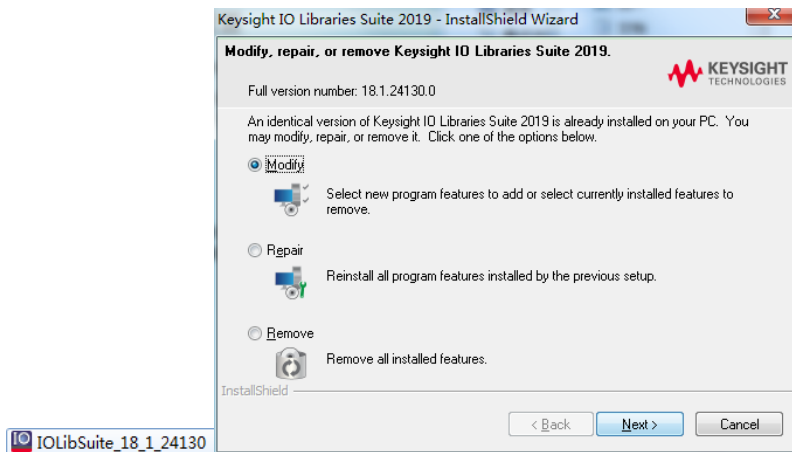 Keysight IO Libraries Suite 2019 - InstallShield Wizard
X
Modify, repair, or remove Keysight IO Libraries Suite 2019.
KEYSIGHT
TECHNOLOGIES
Full version number: 18.1.24130.0
An identical version of Keysight IO Libraries Suite 2019 is already installed on your PC. You
may modify, repair, or remove it. Click one of the options below.
Modify
Select new program features to add or select currently installed features to
remove.
Repair
Reinstall all program features installed by the previous setup.
Remove
Remove all installed features.
InstallShield
< Back
Next >
Cancel
IO
IOLibSuite_18_1_24130